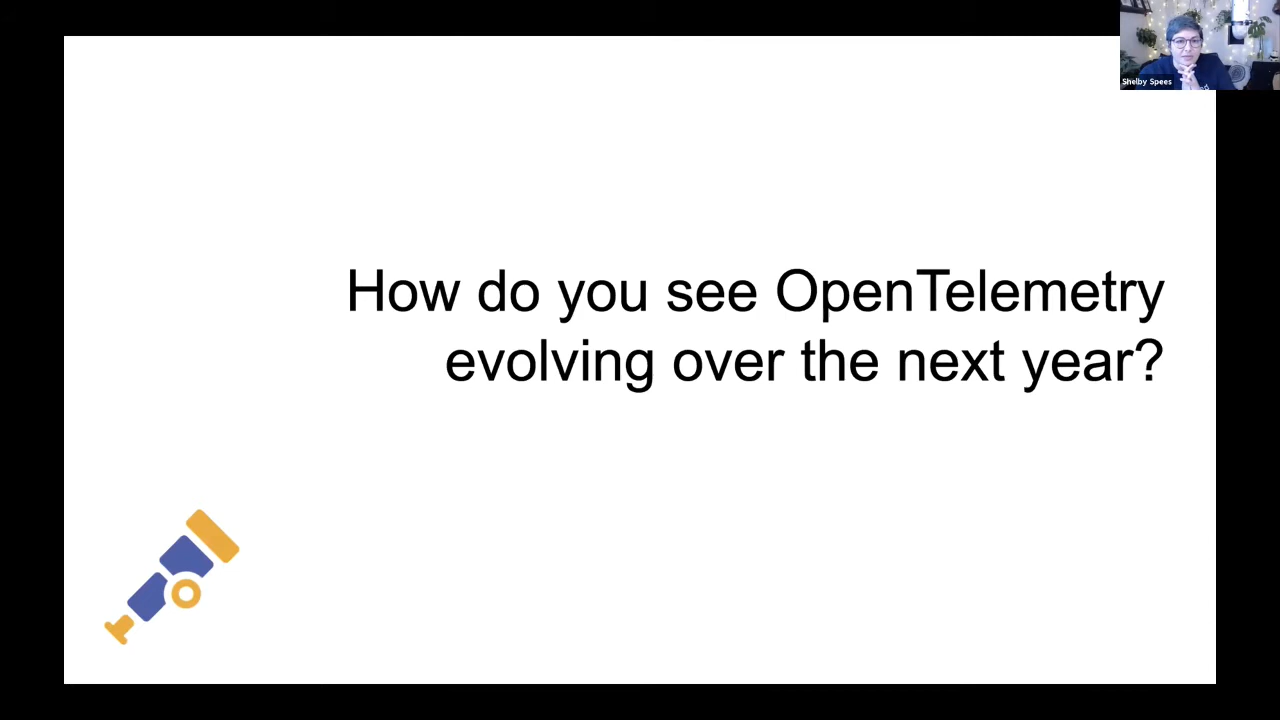 Shelby Spees
How do you see OpenTelemetry
evolving over the next year?